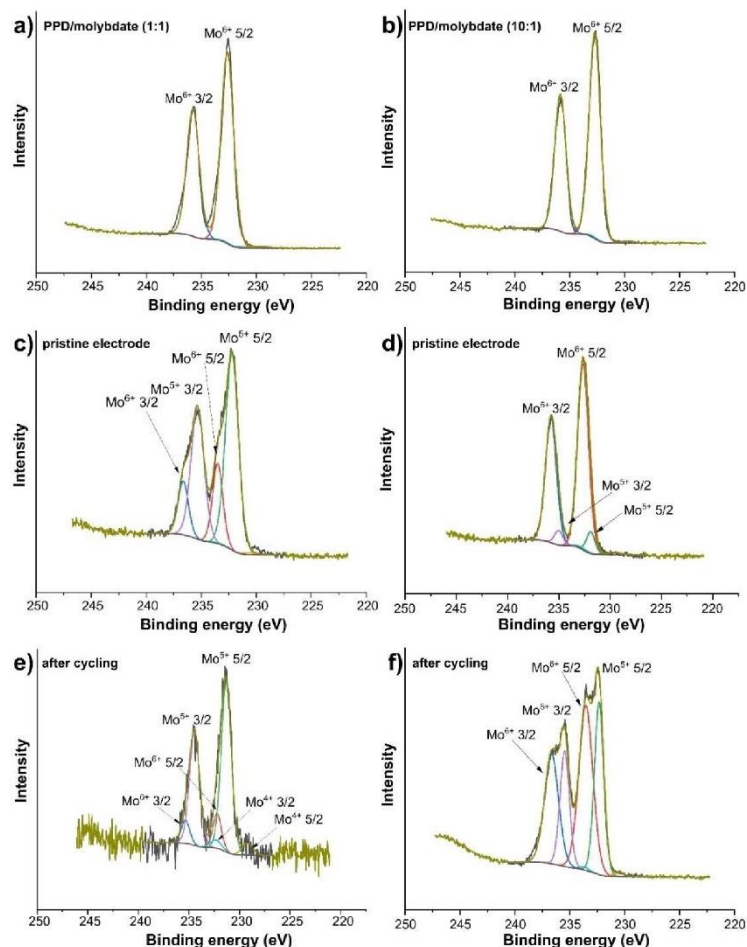 a) PPD/molybdate (1:1)
Mo⁶⁺ 5/2
Mo⁶⁺ 3/2
Intensity
250 245 240 235 230 225 220
Binding energy (eV)
b) PPD/molybdate (10:1)
Mo⁶⁺ 5/2
Mo⁶⁺ 3/2
Intensity
250 245 240 235 230 225 220
Binding energy (eV)
c) pristine electrode
Mo⁵⁺ 5/2
Mo⁶⁺ 5/2
Mo⁵⁺ 3/2
Mo⁶⁺ 3/2
Intensity
250 245 240 235 230 225 220
Binding energy (eV)
d) pristine electrode
Mo⁶⁺ 5/2
Mo⁶⁺ 3/2
Mo⁵⁺ 3/2
Mo⁵⁺ 5/2
Intensity
250 245 240 235 230 225 220
Binding energy (eV)
e) after cycling
Mo⁵⁺ 5/2
Mo⁵⁺ 3/2
Mo⁶⁺ 5/2
Mo⁶⁺ 3/2
Mo⁴⁺ 3/2
Mo⁴⁺ 5/2
Intensity
250 245 240 235 230 225 220
Binding energy (eV)
f) after cycling
Mo⁶⁺ 5/2
Mo⁵⁺ 5/2
Mo⁵⁺ 3/2
Mo⁶⁺ 3/2
Intensity
250 245 240 235 230 225 220
Binding energy (eV)